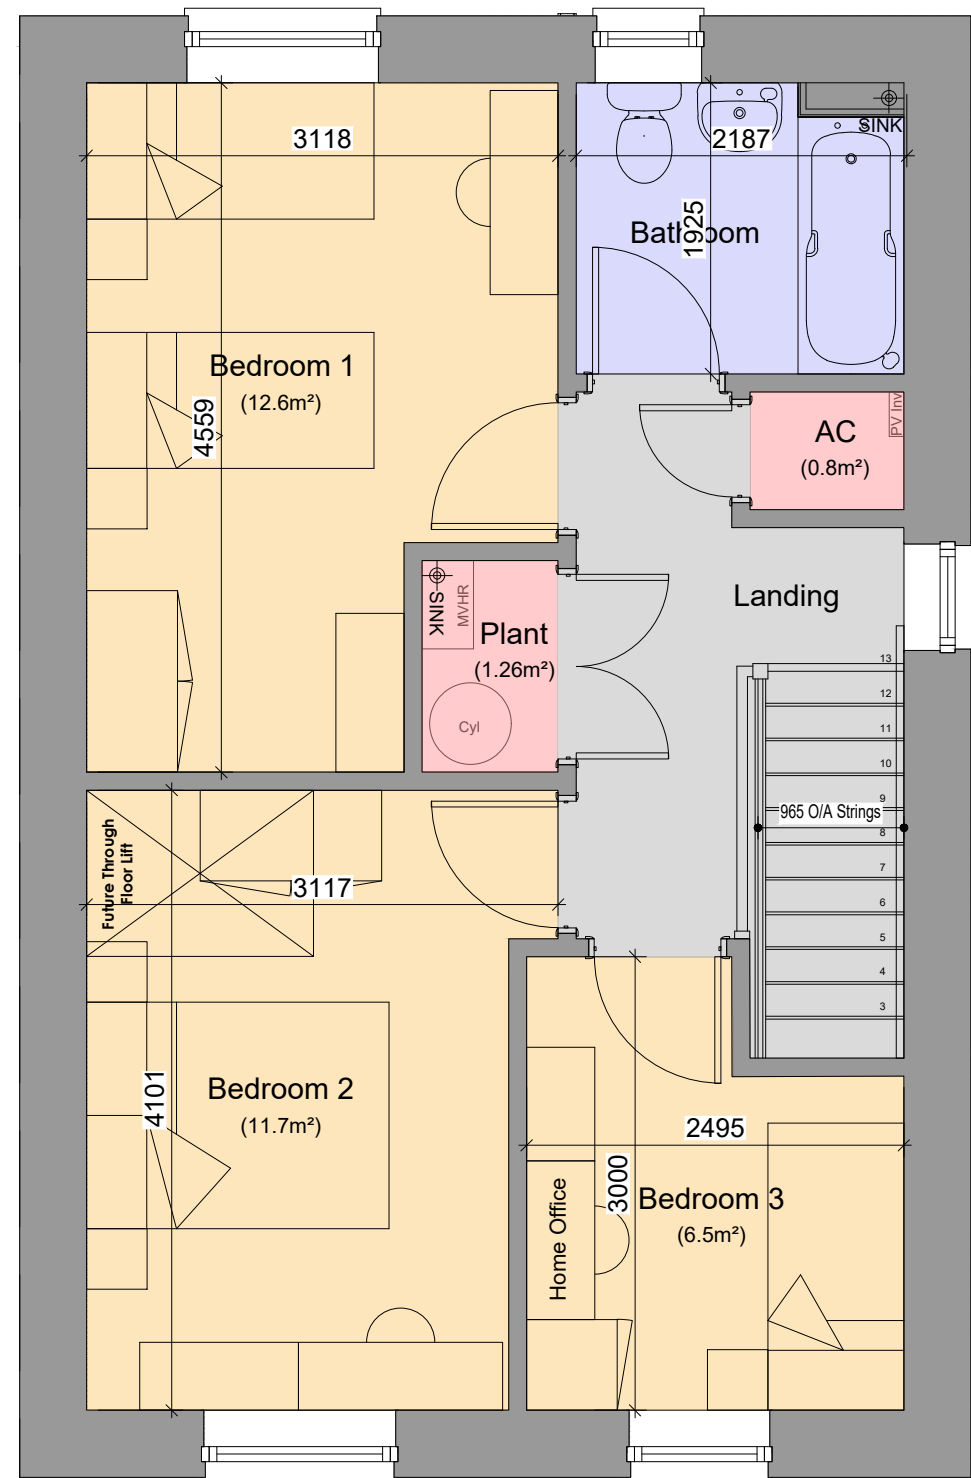 3118
2187
SINK
Bathroom
1925
Bedroom 1
(12.6m²)
4559
AC
(0.8m²)
PV Inv
Landing
SINK
MVHR
Plant
(1.26m²)
Cyl
13
12
11
10
9
965 O/A Strings
8
7
6
5
4
3
Future Through
Floor Lift
3117
Bedroom 2
(11.7m²)
4101
2495
3000
Bedroom 3
(6.5m²)
Home Office